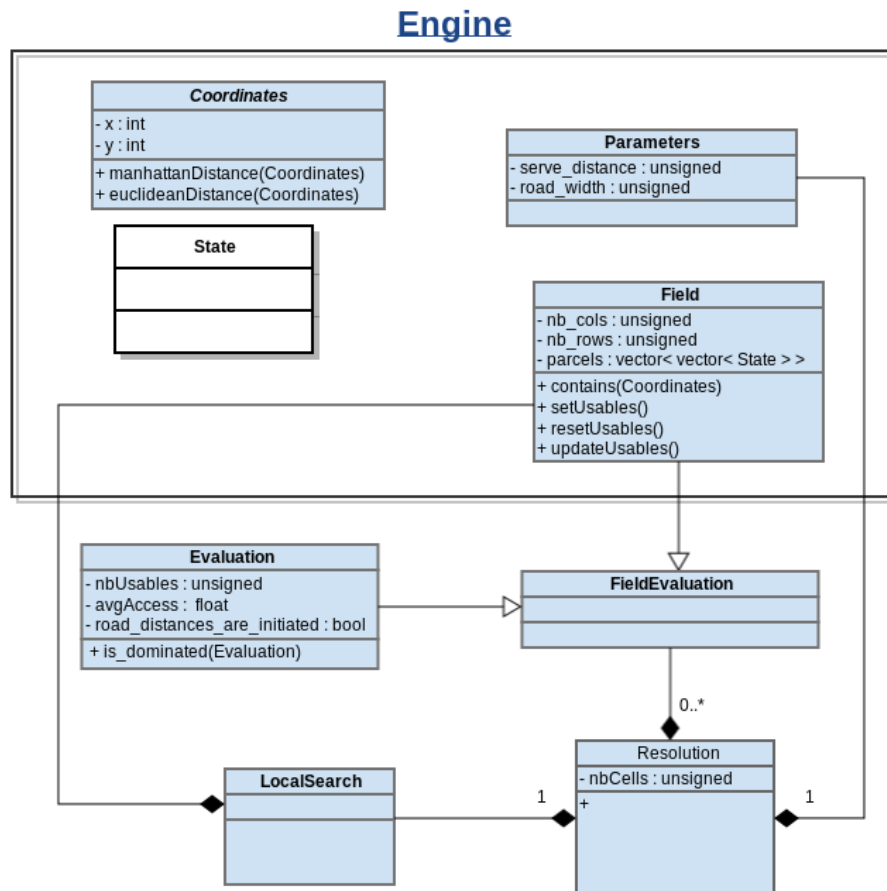 Engine
Coordinates
- x : int
- y : int
+ manhattanDistance(Coordinates)
+ euclideanDistance(Coordinates)
Parameters
- serve_distance : unsigned
- road_width : unsigned
State
Field
- nb_cols : unsigned
- nb_rows : unsigned
- parcels : vector< vector< State > >
+ contains(Coordinates)
+ setUsables()
+ resetUsables()
+ updateUsables()
Evaluation
- nbUsables : unsigned
- avgAccess : float
- road_distances_are_initiated : bool
+ is_dominated(Evaluation)
FieldEvaluation
0..*
Resolution
- nbCells : unsigned
+
LocalSearch
1
1